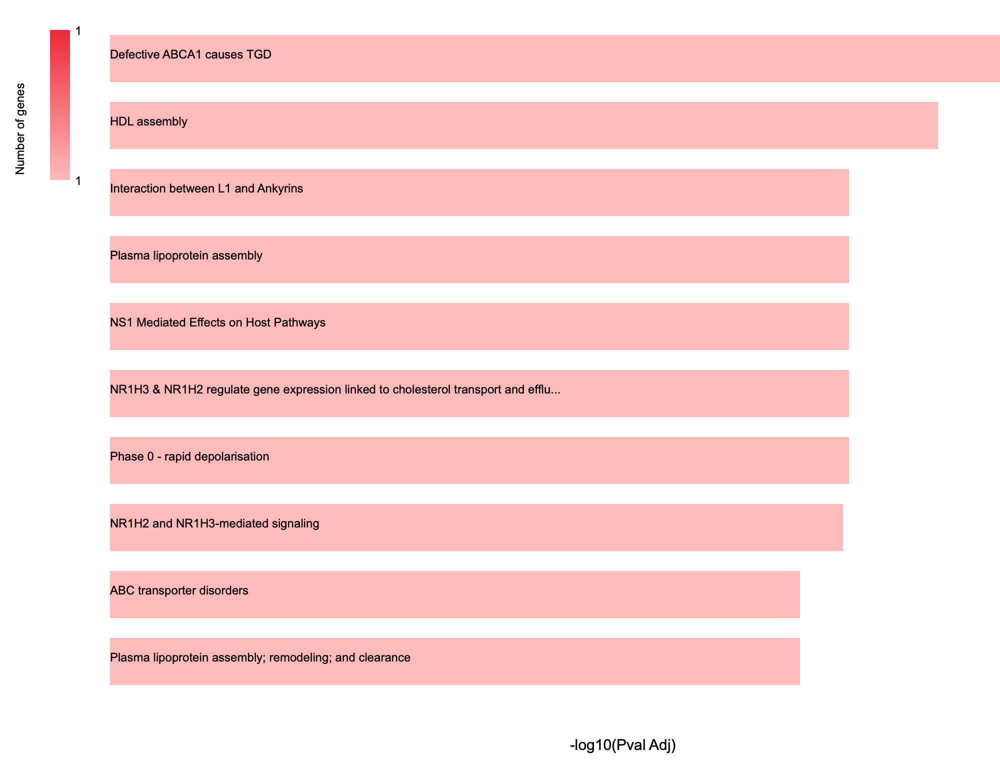 1
Number of genes
1
Defective ABCA1 causes TGD
HDL assembly
Interaction between L1 and Ankyrins
Plasma lipoprotein assembly
NS1 Mediated Effects on Host Pathways
NR1H3 & NR1H2 regulate gene expression linked to cholesterol transport and efflu...
Phase 0 - rapid depolarisation
NR1H2 and NR1H3-mediated signaling
ABC transporter disorders
Plasma lipoprotein assembly; remodeling; and clearance
-log10(Pval Adj)